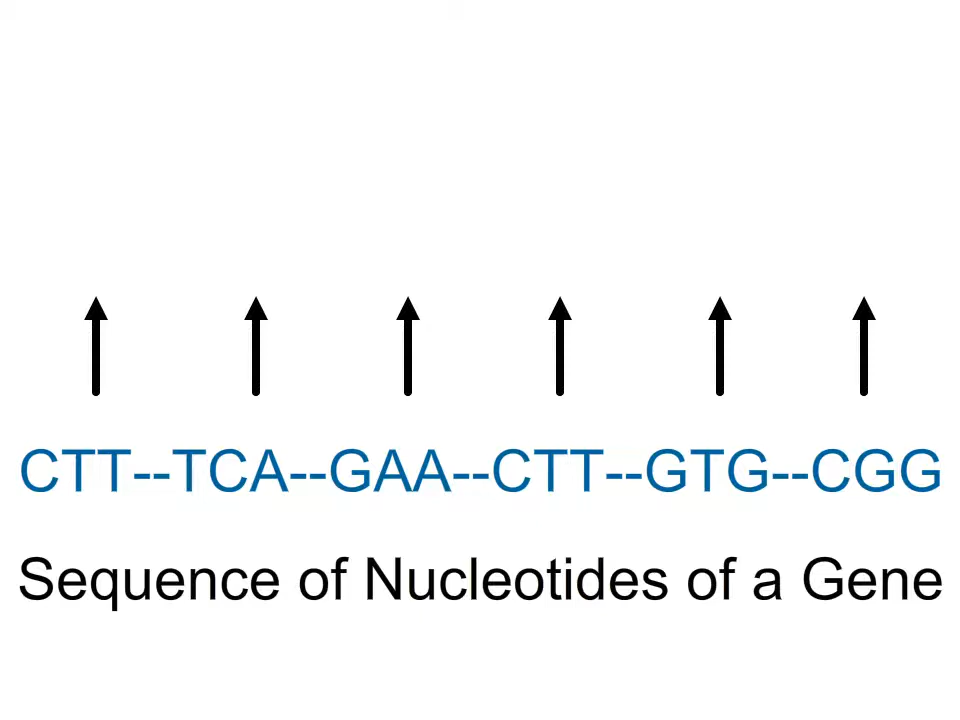 CTT--TCA--GAA--CTT--GTG--CGG
Sequence of Nucleotides of a Gene